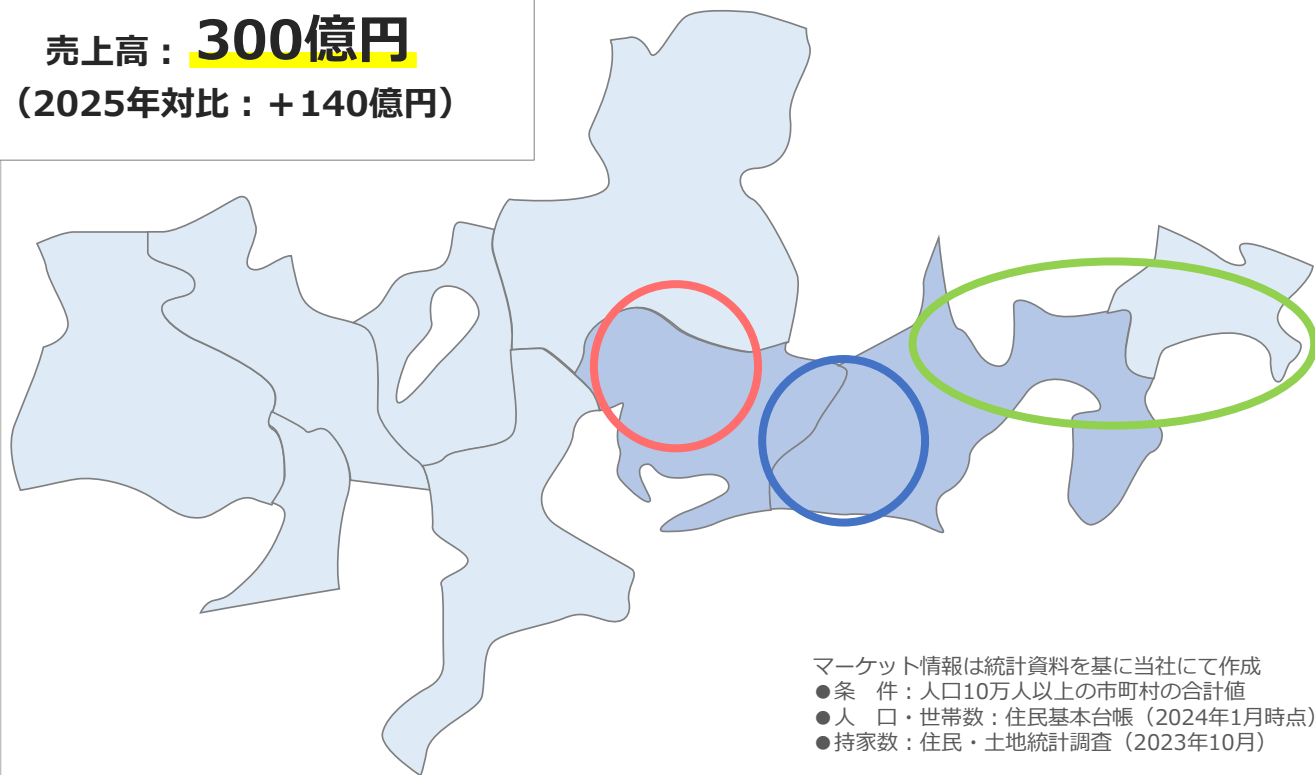 売上高：300億円
（2025年対比：＋140億円）
マーケット情報は統計資料を基に当社にて作成
●条　件：人口10万人以上の市町村の合計値
●人　口・世帯数：住民基本台帳（2024年1月時点）
●持家数：住民・土地統計調査（2023年10月）